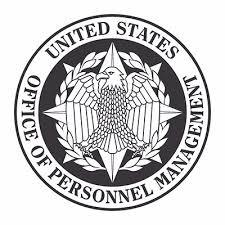 UNITED STATES
OFFICE OF PERSONNEL MANAGEMENT